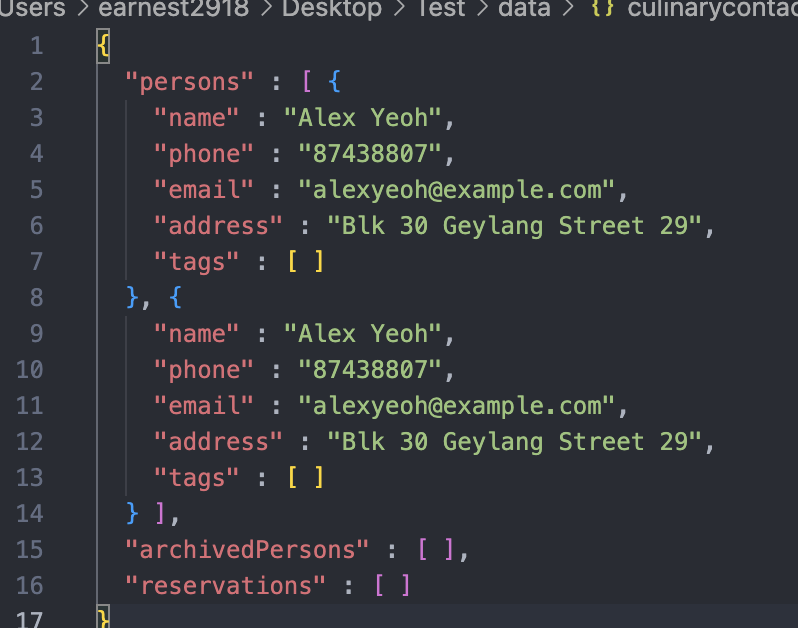 Users > earnest2918 > Desktop > Test > data > {} culinarycontac
1 {
2 "persons" : [ {
3 "name" : "Alex Yeoh",
4 "phone" : "87438807",
5 "email" : "alexyeoh@example.com",
6 "address" : "Blk 30 Geylang Street 29",
7 "tags" : [ ]
8 }, {
9 "name" : "Alex Yeoh",
10 "phone" : "87438807",
11 "email" : "alexyeoh@example.com",
12 "address" : "Blk 30 Geylang Street 29",
13 "tags" : [ ]
14 } ],
15 "archivedPersons" : [ ],
16 "reservations" : [ ]
17 }